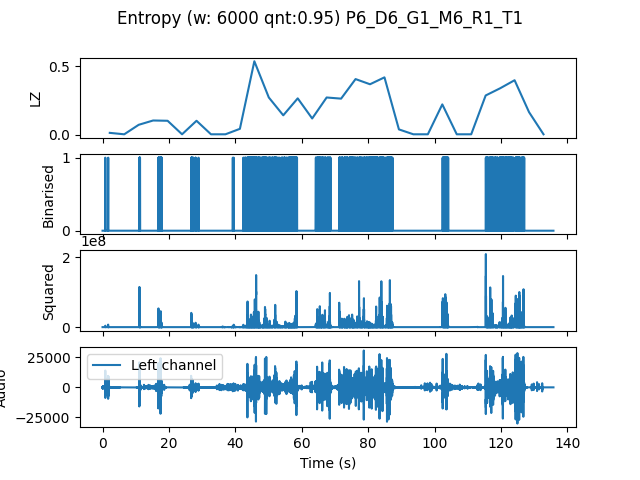 Entropy (w: 6000 qnt:0.95) P6_D6_G1_M6_R1_T1
LZ
0.5
0.0
Binarised
1
0
1e8
Squared
2
0
Audio
25000
0
−25000
Left channel
0 20 40 60 80 100 120 140
Time (s)